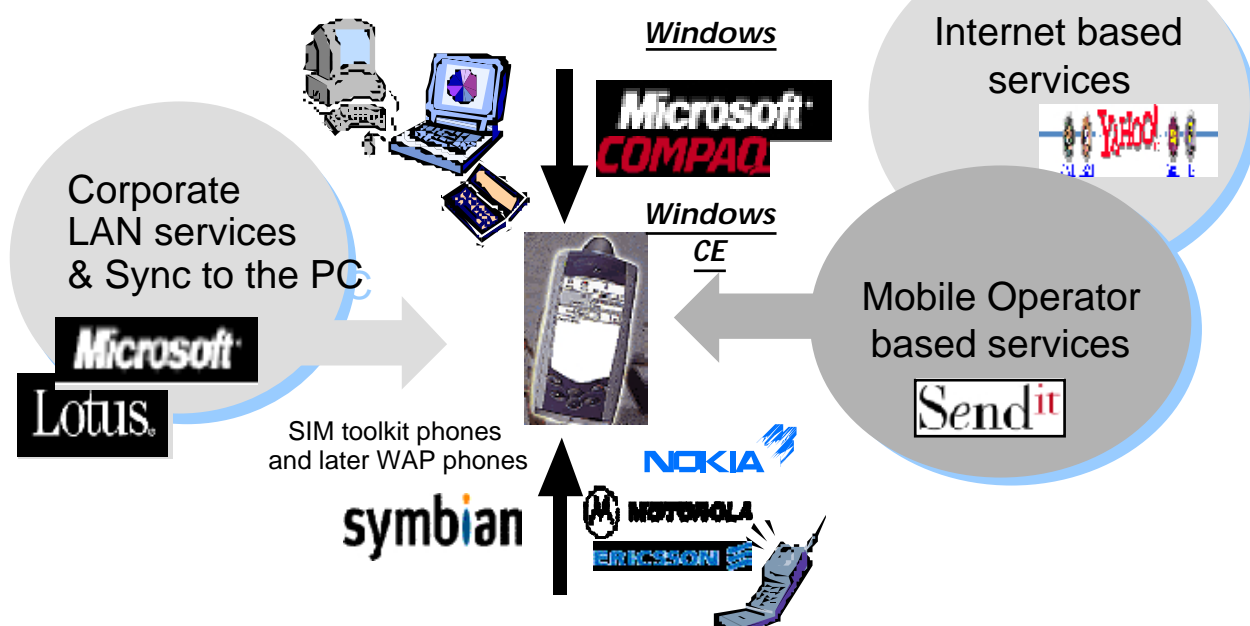 Windows
Microsoft
COMPAQ
Windows
CE
Internet based
services
YAHOO!
Corporate
LAN services
& Sync to the PC
Microsoft
Lotus.
Mobile Operator
based services
Sendit
SIM toolkit phones
and later WAP phones
symbian
NOKIA
MOTOROLA
ERICSSON